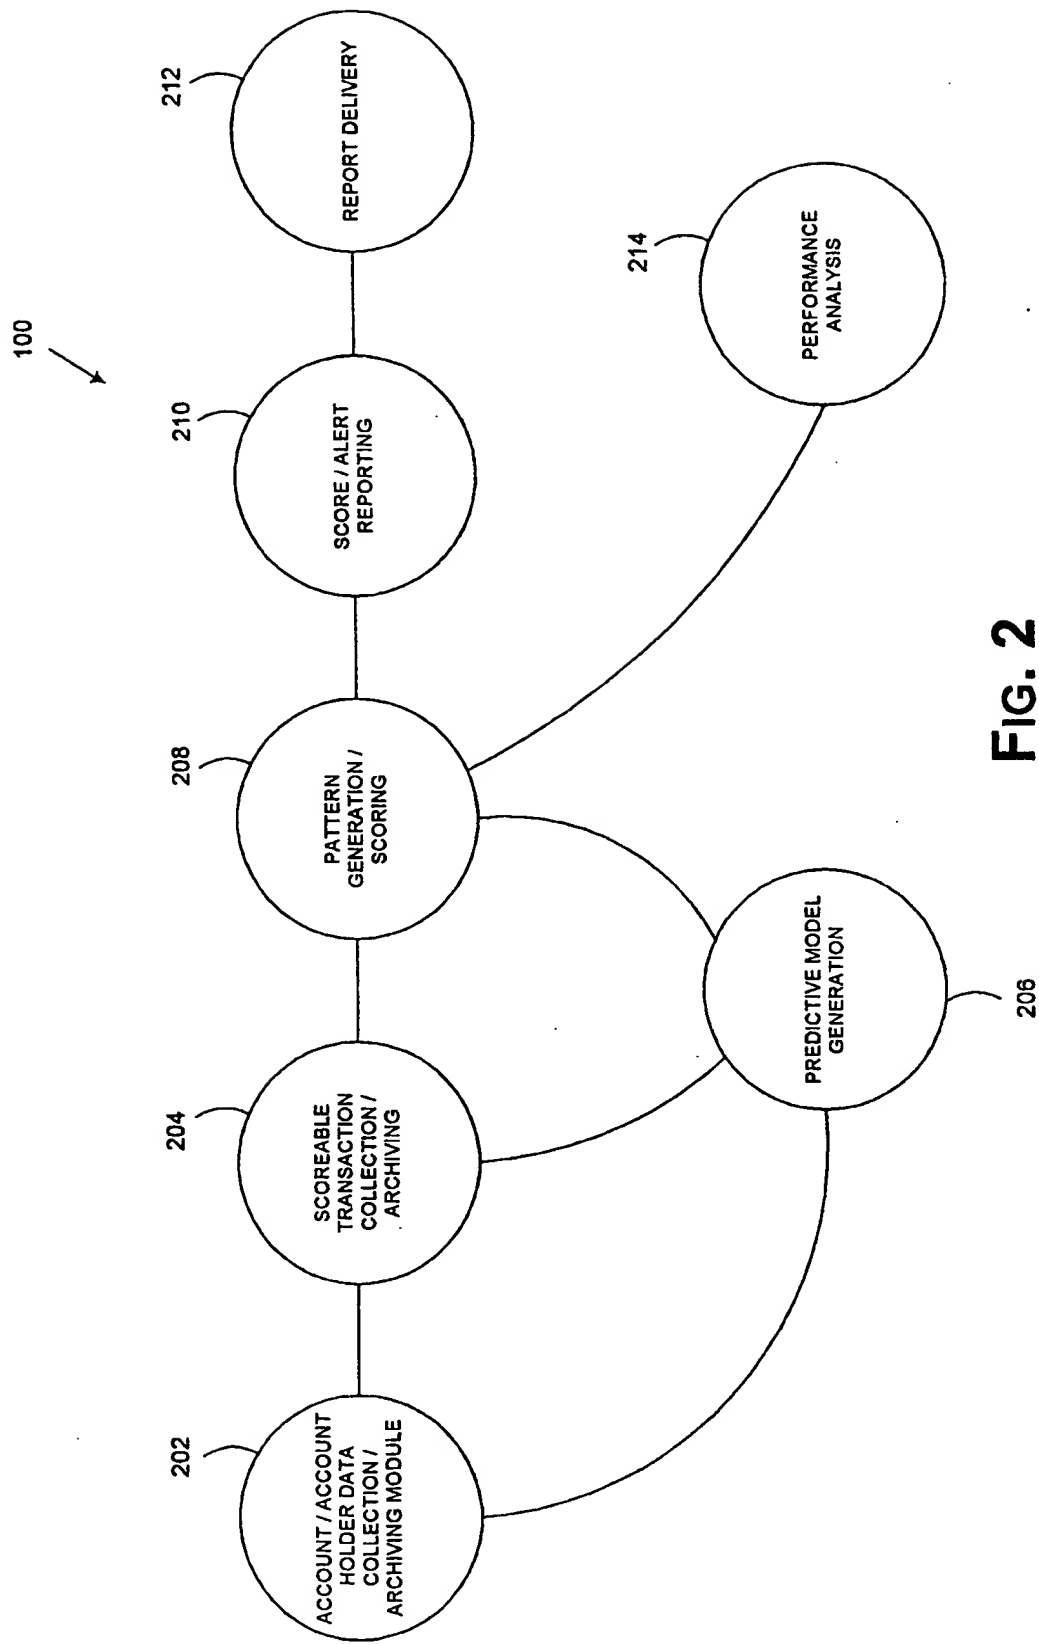 100
202
ACCOUNT / ACCOUNT
HOLDER DATA
COLLECTION /
ARCHIVING MODULE
204
SCOREABLE
TRANSACTION
COLLECTION /
ARCHIVING
208
PATTERN
GENERATION /
SCORING
210
SCORE / ALERT
REPORTING
212
REPORT DELIVERY
PREDICTIVE MODEL
GENERATION
206
214
PERFORMANCE
ANALYSIS
FIG. 2